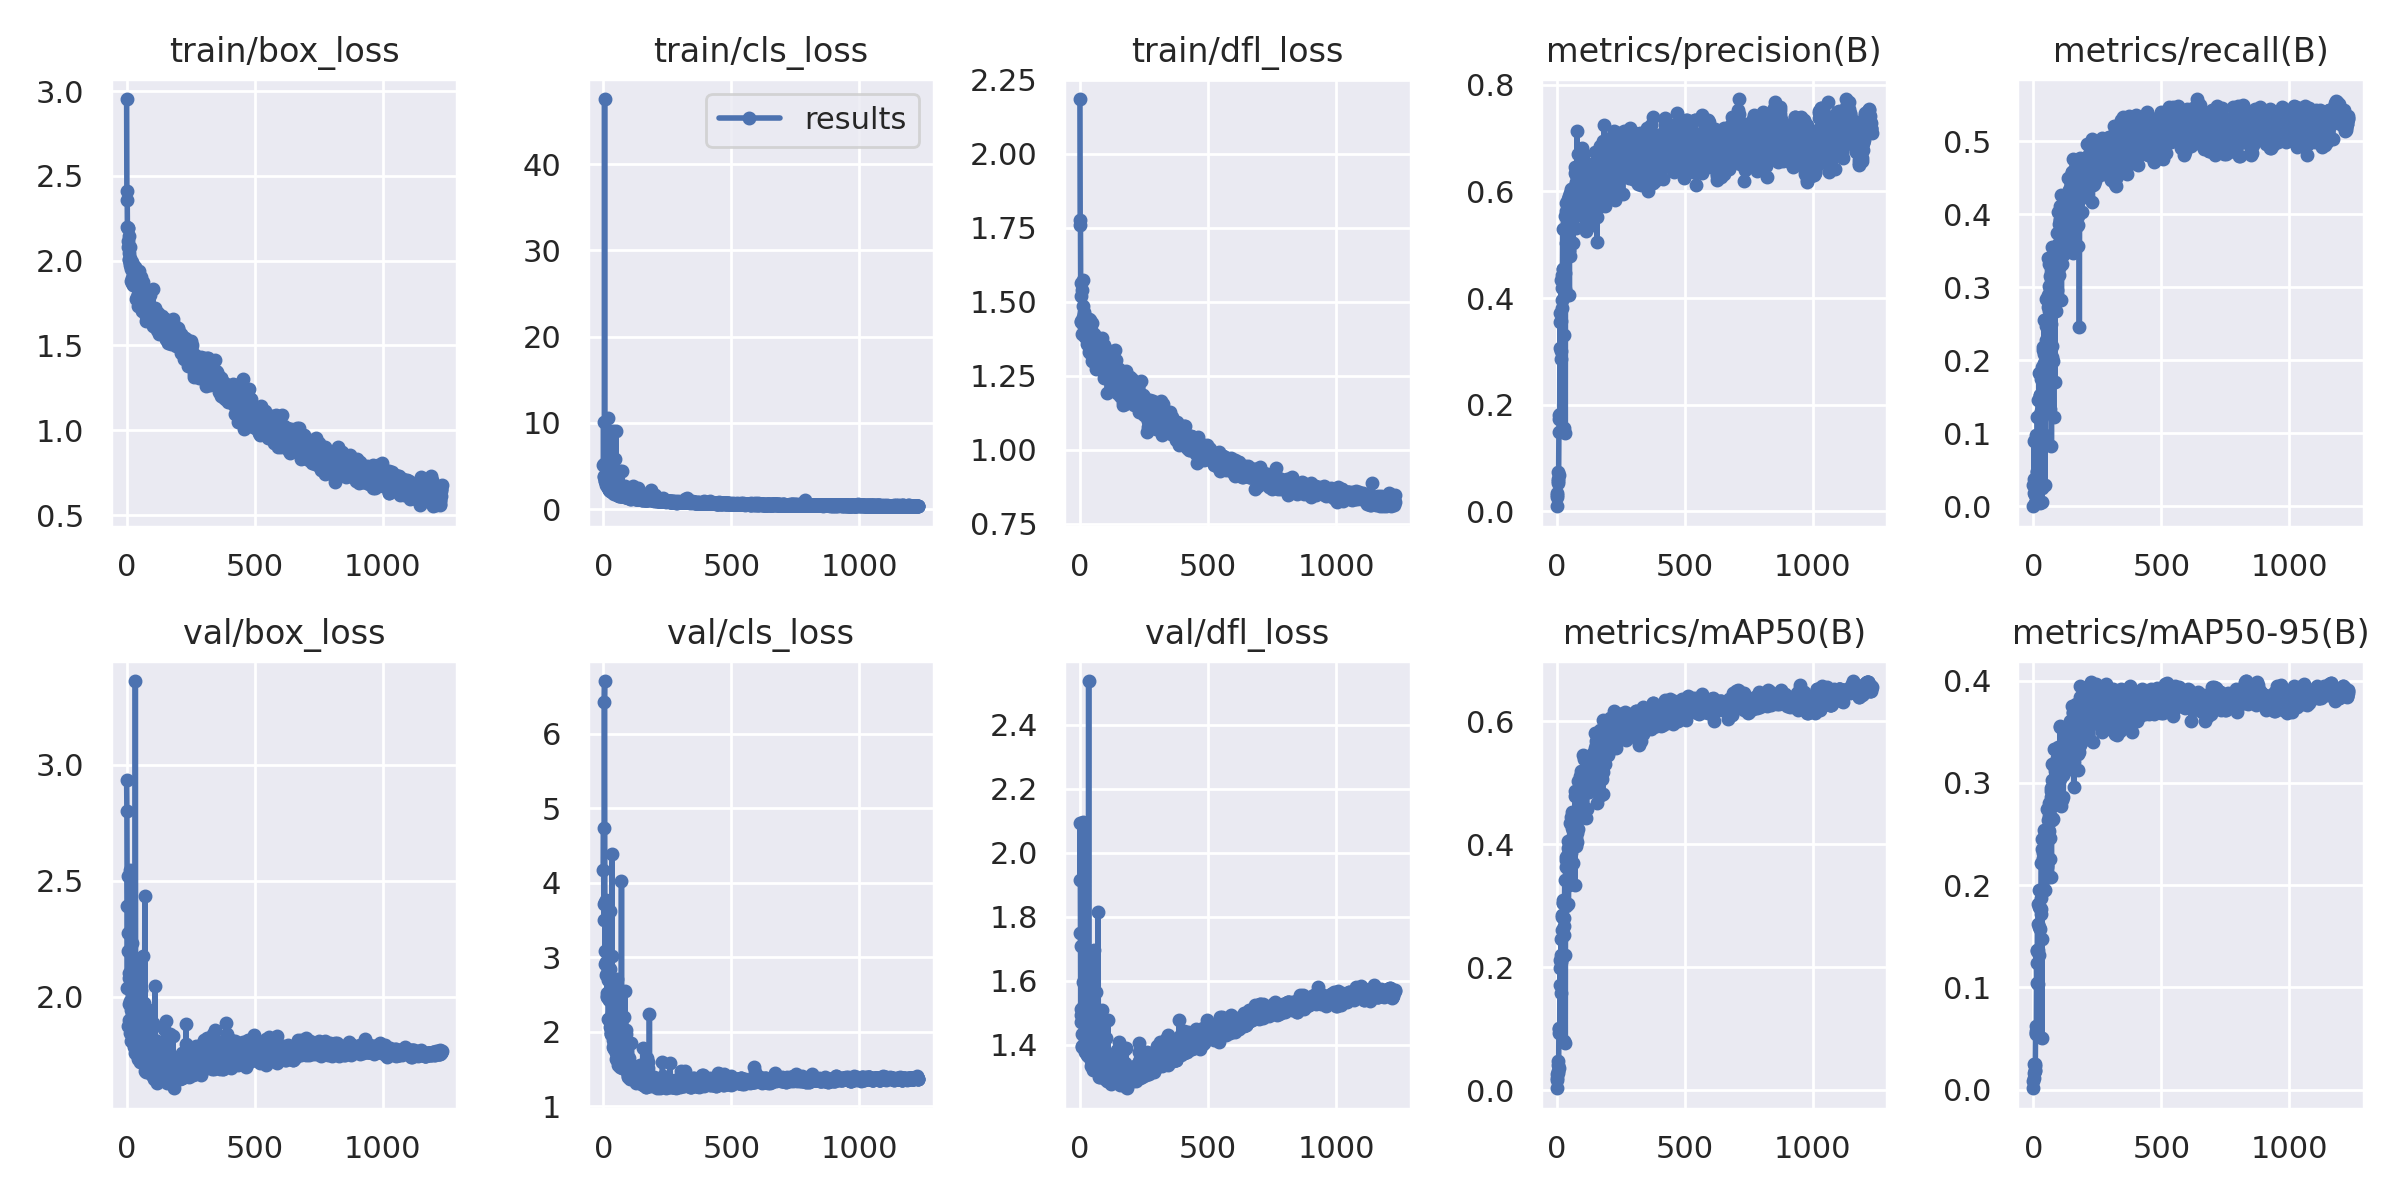 train/box_loss
train/cls_loss
train/dfl_loss
metrics/precision(B)
metrics/recall(B)
3.0
2.5
2.0
1.5
1.0
0.5
0 500 1000
results
40
30
20
10
0
0 500 1000
2.25
2.00
1.75
1.50
1.25
1.00
0.75
0 500 1000
0.8
0.6
0.4
0.2
0.0
0 500 1000
0.5
0.4
0.3
0.2
0.1
0.0
0 500 1000
val/box_loss
val/cls_loss
val/dfl_loss
metrics/mAP50(B)
metrics/mAP50-95(B)
3.0
2.5
2.0
0 500 1000
6
5
4
3
2
1
0 500 1000
2.4
2.2
2.0
1.8
1.6
1.4
0 500 1000
0.6
0.4
0.2
0.0
0 500 1000
0.4
0.3
0.2
0.1
0.0
0 500 1000